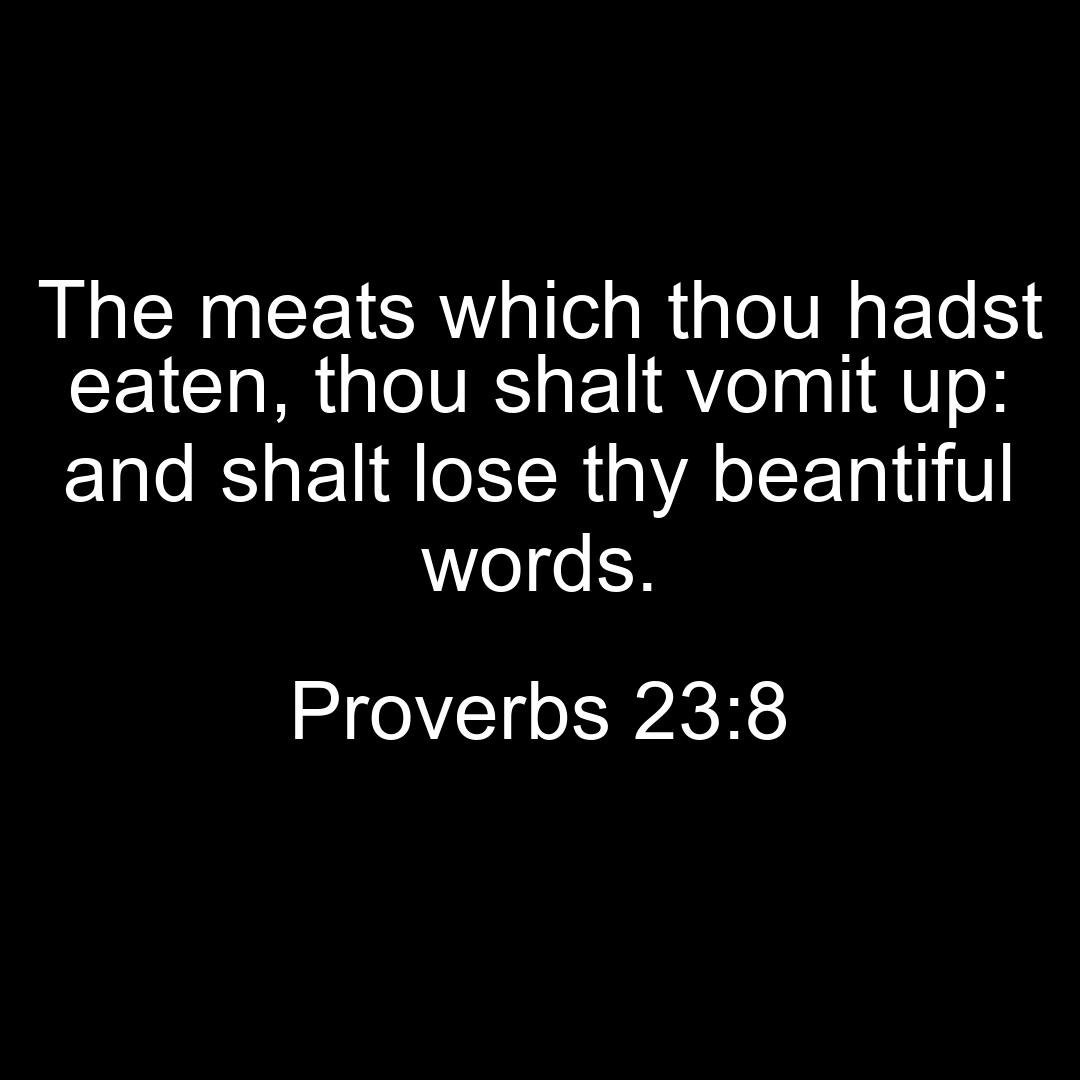 The meats which thou hadst
eaten, thou shalt vomit up:
and shalt lose thy beantiful
words.
Proverbs 23:8